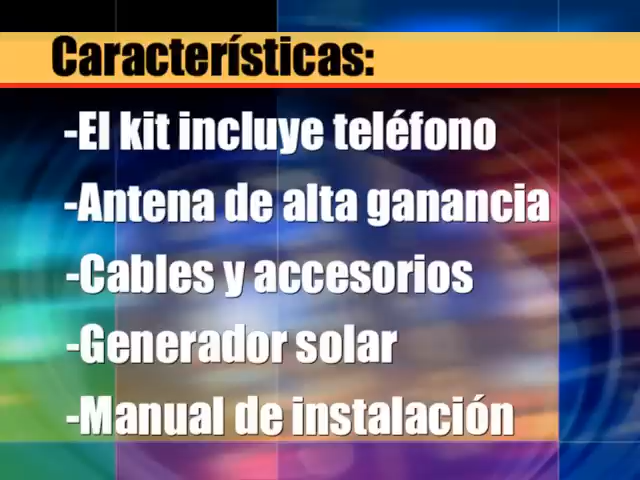 Características:
-El kit incluye teléfono
-Antena de alta ganancia
-Cables y accesorios
-Generador solar
-Manual de instalación